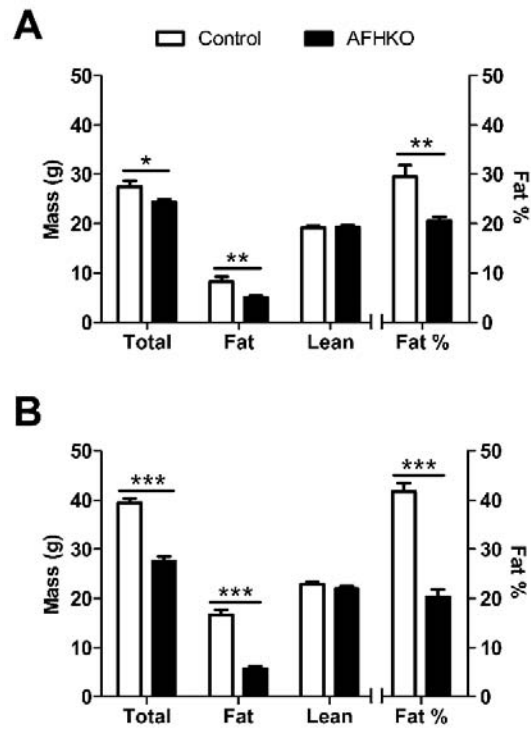 A
Control AFHKO
50 50
40 40
** 
* 
30 30
Mass (g) Fat %
20 20
**
10 10
0 0
Total Fat Lean Fat %
B
50 50
*** ***
40 40
30 30
Mass (g) Fat %
20 *** 20
10 10
0 0
Total Fat Lean Fat %